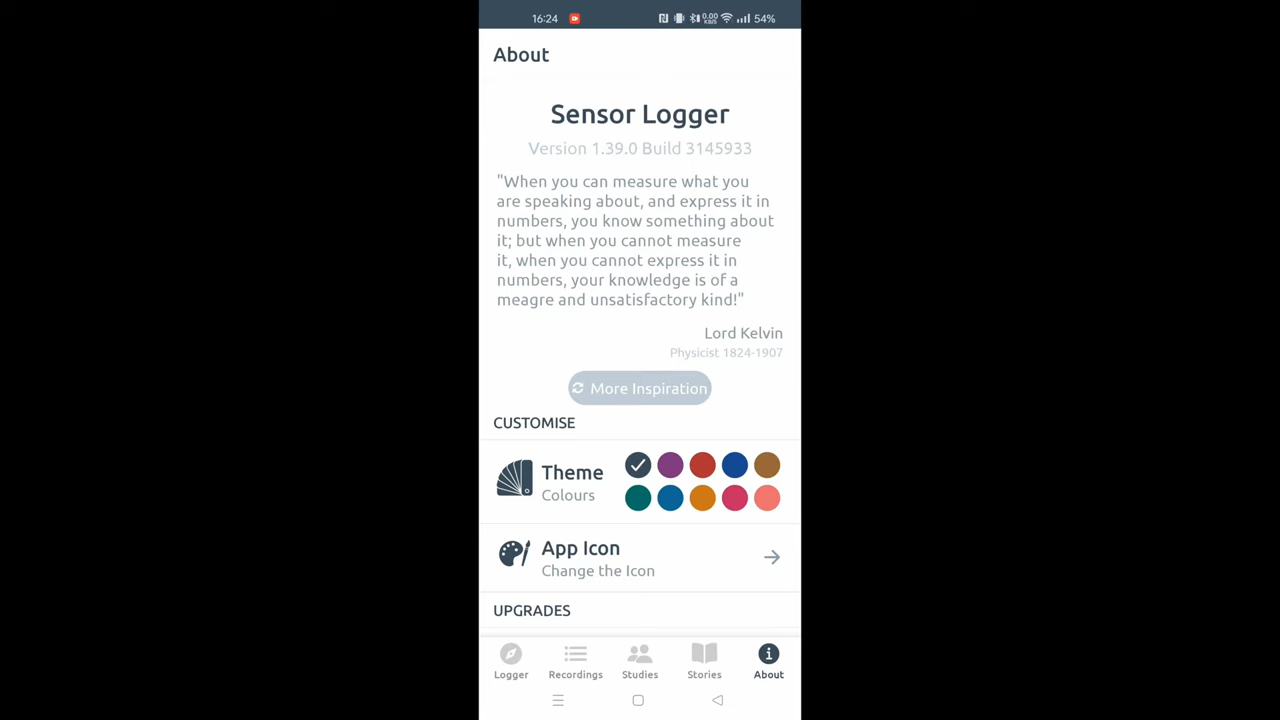 16:24
0.00
KB/S
54%
About
Sensor Logger
Version 1.39.0 Build 3145933
"When you can measure what you
are speaking about, and express it in
numbers, you know something about
it; but when you cannot measure
it, when you cannot express it in
numbers, your knowledge is of a
meagre and unsatisfactory kind!"
Lord Kelvin
Physicist 1824-1907
More Inspiration
CUSTOMISE
Theme
Colours
App Icon
Change the Icon
UPGRADES
Logger
Recordings
Studies
Stories
About